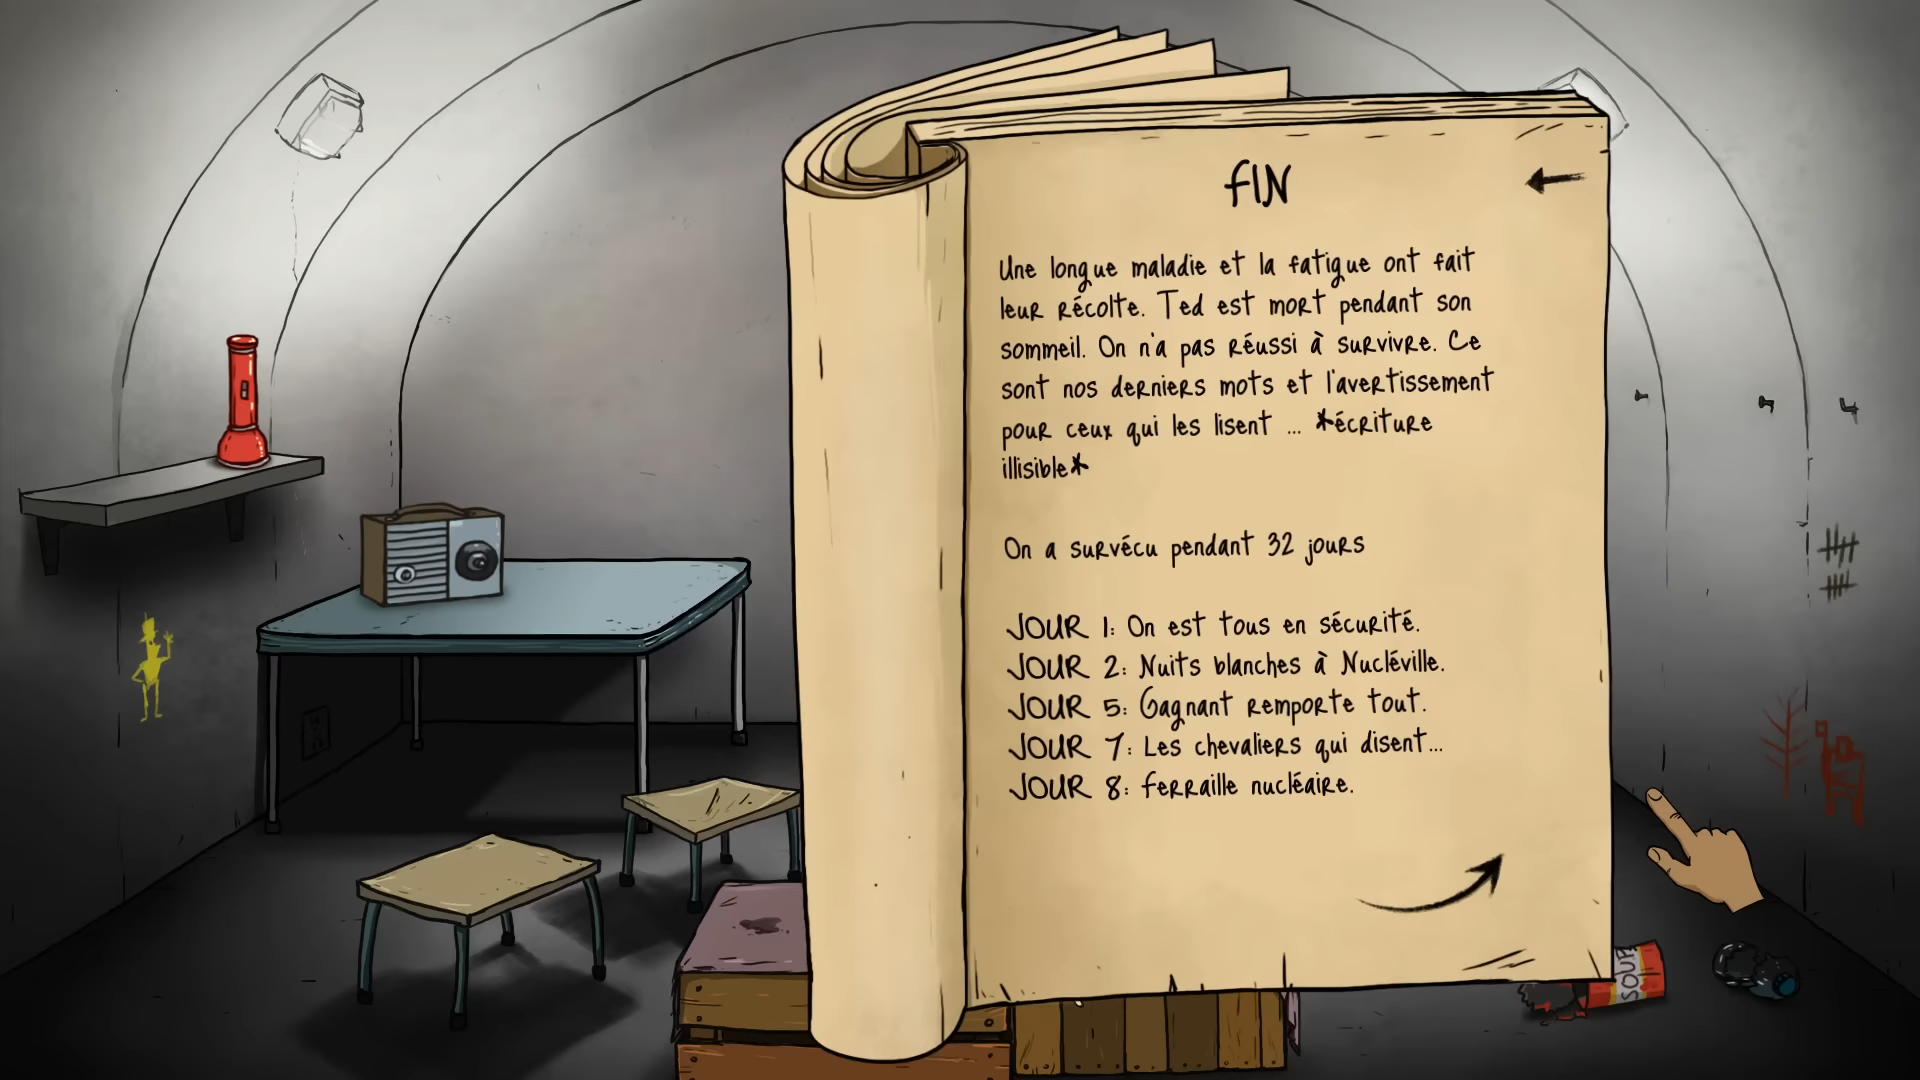 FIN
Une longue maladie et la fatigue ont fait
leur récolte. Ted est mort pendant son
sommeil. On n'a pas réussi à survivre. Ce
sont nos derniers mots et l'avertissement
pour ceux qui les lisent ... *écriture
illisible*
On a survécu pendant 32 jours
JOUR 1: On est tous en sécurité.
JOUR 2: Nuits blanches à Nucléville.
JOUR 5: Gagnant remporte tout.
JOUR 7: Les chevaliers qui disent...
JOUR 8: Ferraille nucléaire.
SOUP